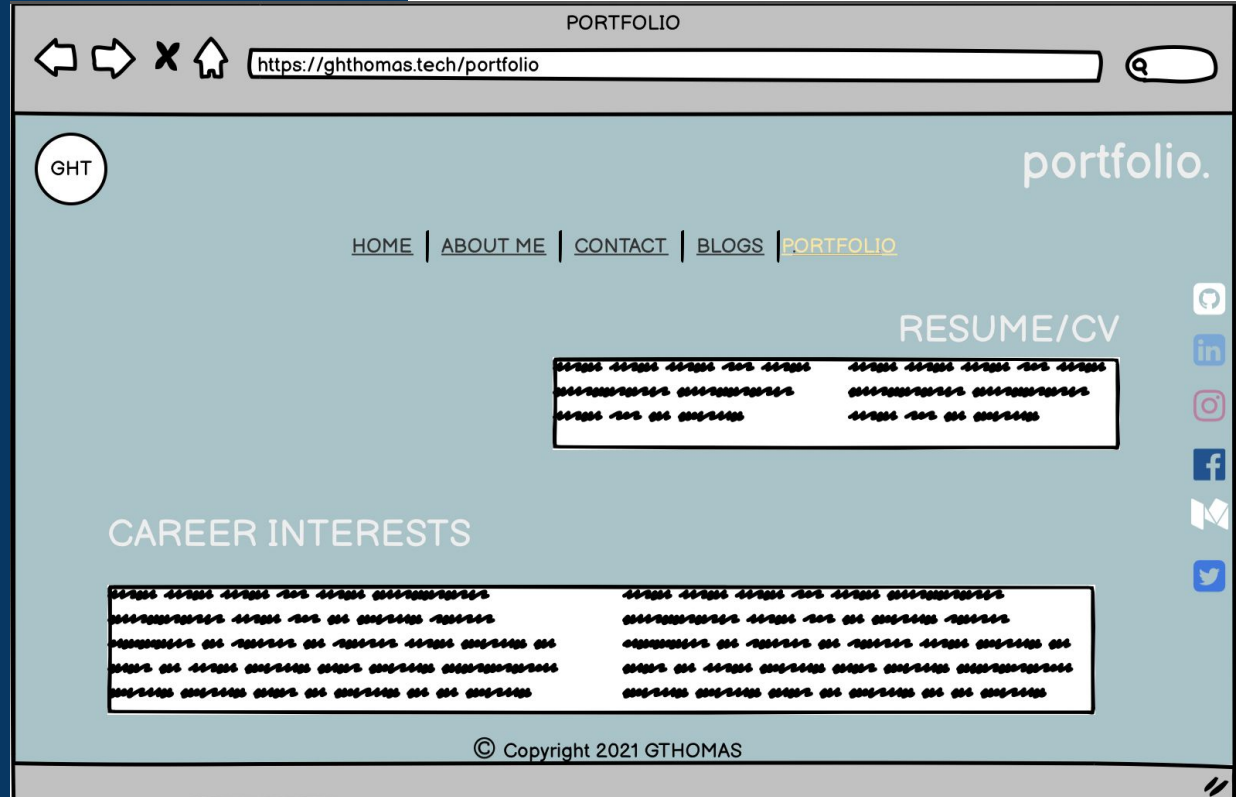 PORTFOLIO
https://ghthomas.tech/portfolio
GHT
portfolio.
HOME ABOUT ME CONTACT BLOGS PORTFOLIO
RESUME/CV
in
f
CAREER INTERESTS
© Copyright 2021 GTHOMAS